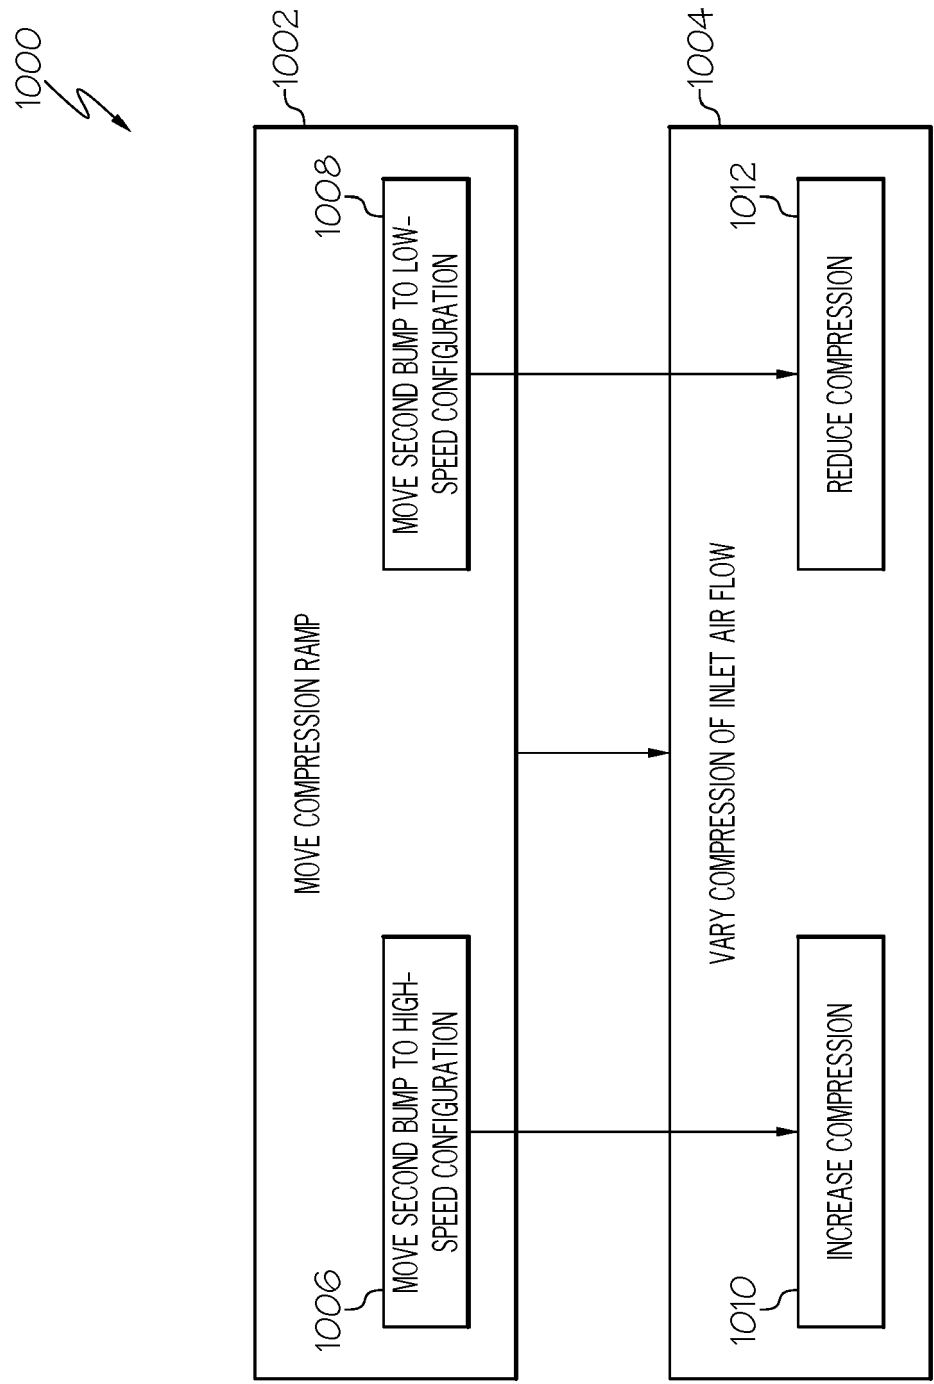 1000
1002
MOVE COMPRESSION RAMP
1006
MOVE SECOND BUMP TO HIGH-
SPEED CONFIGURATION
1008
MOVE SECOND BUMP TO LOW-
SPEED CONFIGURATION
1004
VARY COMPRESSION OF INLET AIR FLOW
1010
INCREASE COMPRESSION
1012
REDUCE COMPRESSION